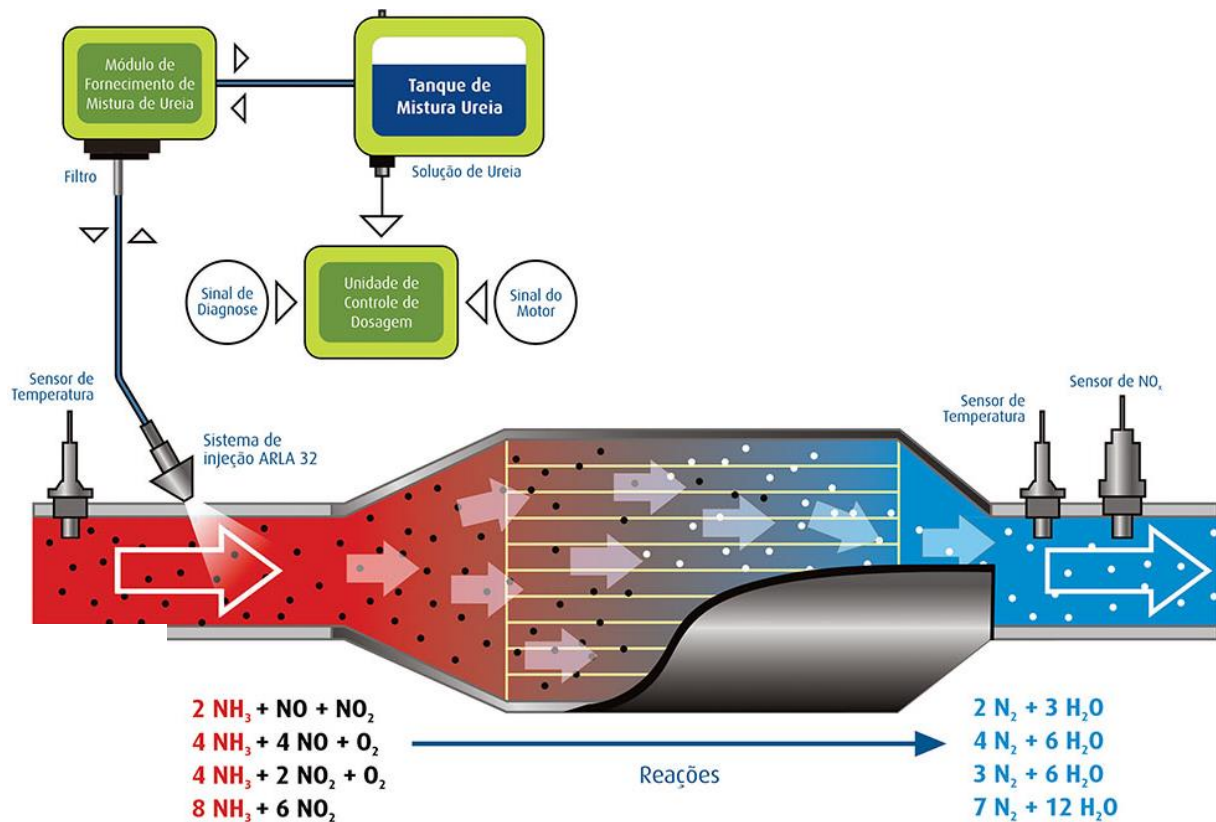 Módulo de
Fornecimento de
Mistura de Ureia
Tanque de
Mistura Ureia
Filtro
Solução de Ureia
Sinal de
Diagnose
Unidade de
Controle de
Dosagem
Sinal do
Motor
Sensor de
Temperatura
Sistema de
injeção ARLA 32
Sensor de
Temperatura
Sensor de NOₓ
2 NH₃ + NO + NO₂
4 NH₃ + 4 NO + O₂
4 NH₃ + 2 NO₂ + O₂
8 NH₃ + 6 NO₂
Reações
2 N₂ + 3 H₂O
4 N₂ + 6 H₂O
3 N₂ + 6 H₂O
7 N₂ + 12 H₂O